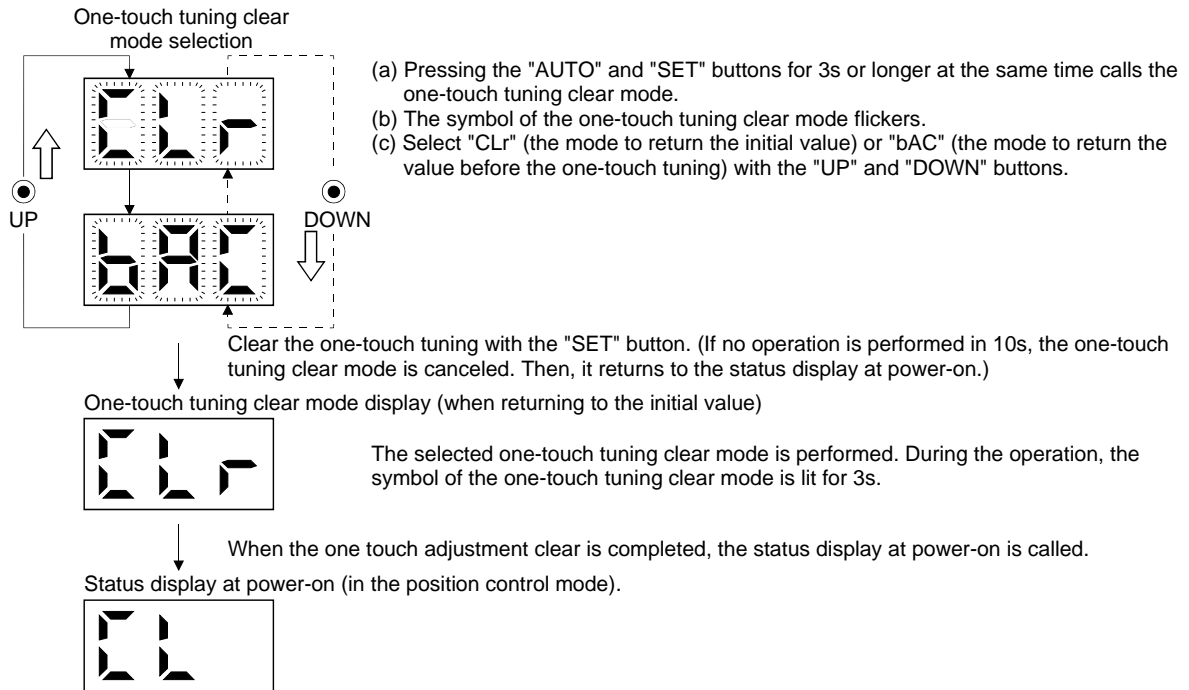 One-touch tuning clear
mode selection
CLr
(a) Pressing the "AUTO" and "SET" buttons for 3s or longer at the same time calls the
one-touch tuning clear mode.
(b) The symbol of the one-touch tuning clear mode flickers.
(c) Select "CLr" (the mode to return the initial value) or "bAC" (the mode to return the
value before the one-touch tuning) with the "UP" and "DOWN" buttons.
UP
DOWN
bAC
Clear the one-touch tuning with the "SET" button. (If no operation is performed in 10s, the one-touch
tuning clear mode is canceled. Then, it returns to the status display at power-on.)
One-touch tuning clear mode display (when returning to the initial value)
CLr
The selected one-touch tuning clear mode is performed. During the operation, the
symbol of the one-touch tuning clear mode is lit for 3s.
When the one touch adjustment clear is completed, the status display at power-on is called.
Status display at power-on (in the position control mode).
CL